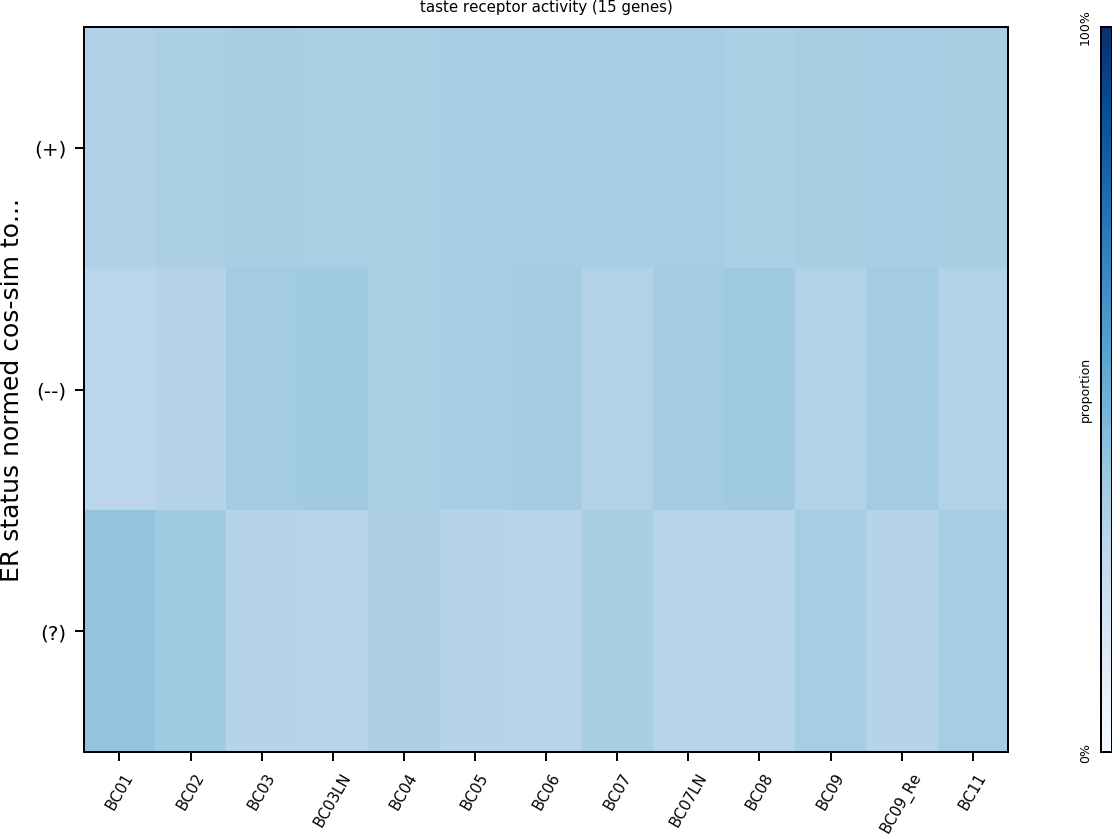 taste receptor activity (15 genes)
ER status normed cos-sim to...
(+)
(--)
(?)
BC01
BC02
BC03
BC03LN
BC04
BC05
BC06
BC07
BC07LN
BC08
BC09
BC09_Re
BC11
100%
proportion
0%